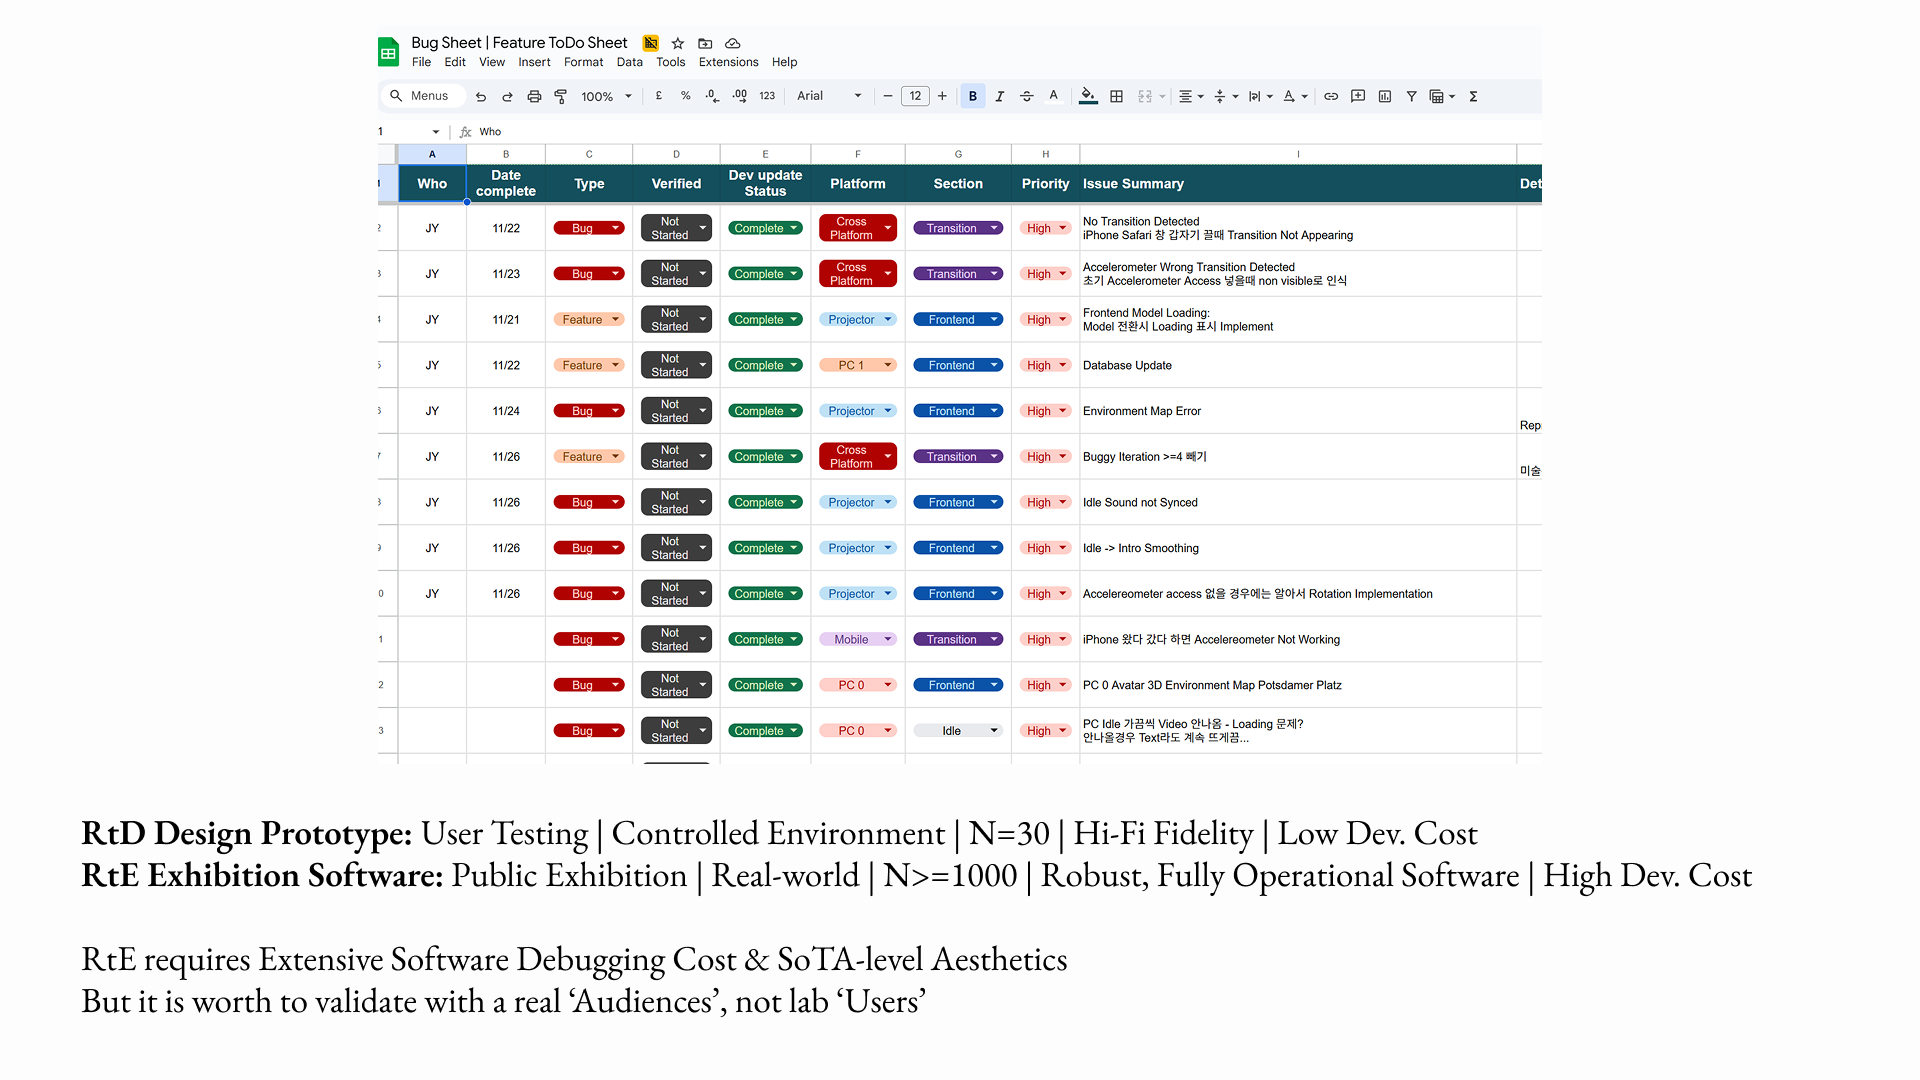 Bug Sheet | Feature ToDo Sheet
File Edit View Insert Format Data Tools Extensions Help
Menus 100% £ % .0 .00 123 Arial 12 B I A Σ
1 fx Who
A B C D E F G H I
Who Date complete Type Verified Dev update Status Platform Section Priority Issue Summary Det
2 JY 11/22 Bug Not Started Complete Cross Platform Transition High No Transition Detected
iPhone Safari 창 갑자기 끌때 Transition Not Appearing
3 JY 11/23 Bug Not Started Complete Cross Platform Transition High Accelerometer Wrong Transition Detected
초기 Accelerometer Access 넣을때 non visible로 인식
4 JY 11/21 Feature Not Started Complete Projector Frontend High Frontend Model Loading:
Model 전환시 Loading 표시 Implement
5 JY 11/22 Feature Not Started Complete PC 1 Frontend High Database Update
6 JY 11/24 Bug Not Started Complete Projector Frontend High Environment Map Error Rep
7 JY 11/26 Feature Not Started Complete Cross Platform Transition High Buggy Iteration >=4 빼기 미술
8 JY 11/26 Bug Not Started Complete Projector Frontend High Idle Sound not Synced
9 JY 11/26 Bug Not Started Complete Projector Frontend High Idle -> Intro Smoothing
0 JY 11/26 Bug Not Started Complete Projector Frontend High Accelereometer access 없을 경우에는 알아서 Rotation Implementation
1 Bug Not Started Complete Mobile Transition High iPhone 왔다 갔다 하면 Accelereometer Not Working
2 Bug Not Started Complete PC 0 Frontend High PC 0 Avatar 3D Environment Map Potsdamer Platz
3 Bug Not Started Complete PC 0 Idle High PC Idle 가끔씩 Video 안나옴 - Loading 문제?
안나올경우 Text라도 계속 뜨게끔...
RtD Design Prototype: User Testing | Controlled Environment | N=30 | Hi-Fi Fidelity | Low Dev. Cost
RtE Exhibition Software: Public Exhibition | Real-world | N>=1000 | Robust, Fully Operational Software | High Dev. Cost
RtE requires Extensive Software Debugging Cost & SoTA-level Aesthetics
But it is worth to validate with a real ‘Audiences’, not lab ‘Users’